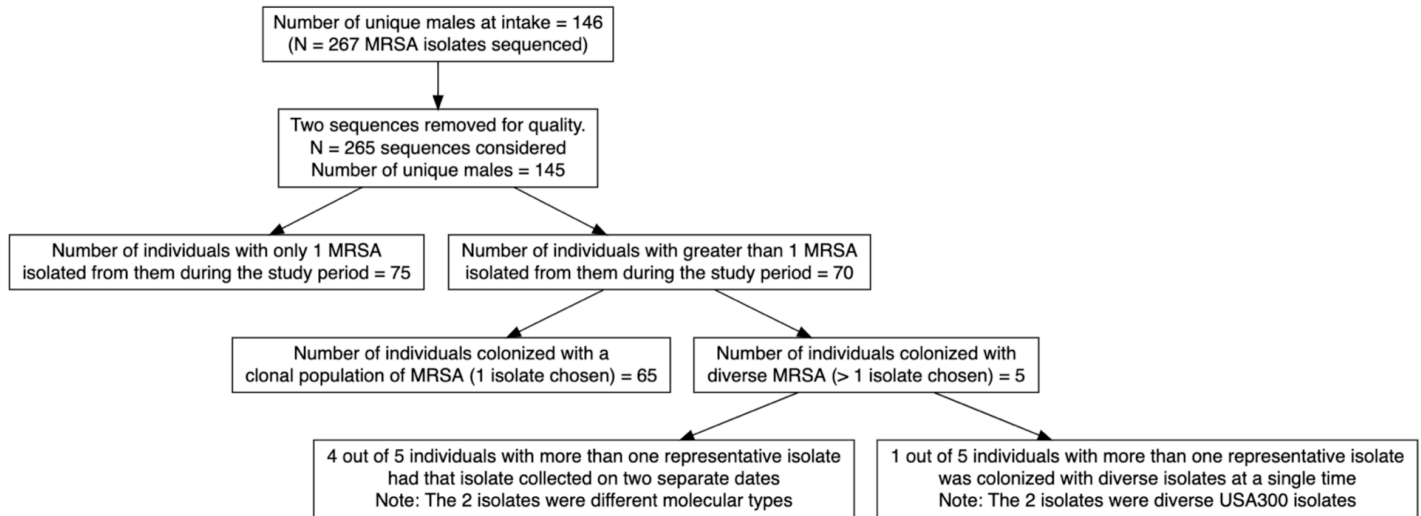 Number of unique males at intake = 146
(N = 267 MRSA isolates sequenced)
Two sequences removed for quality.
N = 265 sequences considered
Number of unique males = 145
Number of individuals with only 1 MRSA
isolated from them during the study period = 75
Number of individuals with greater than 1 MRSA
isolated from them during the study period = 70
Number of individuals colonized with a
clonal population of MRSA (1 isolate chosen) = 65
Number of individuals colonized with
diverse MRSA (> 1 isolate chosen) = 5
4 out of 5 individuals with more than one representative isolate
had that isolate collected on two separate dates
Note: The 2 isolates were different molecular types
1 out of 5 individuals with more than one representative isolate
was colonized with diverse isolates at a single time
Note: The 2 isolates were diverse USA300 isolates